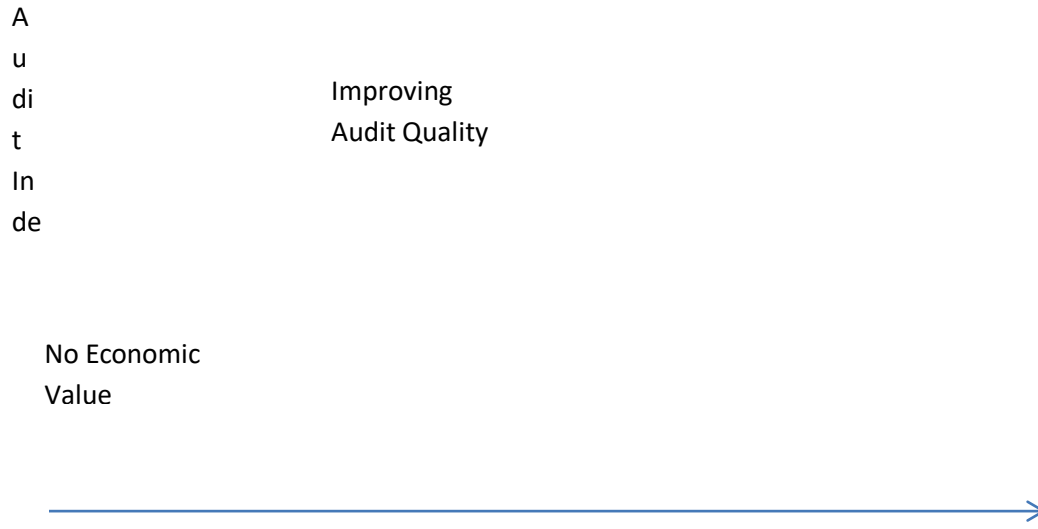 A
u
di
t
In
de
Improving
Audit Quality
No Economic
Value